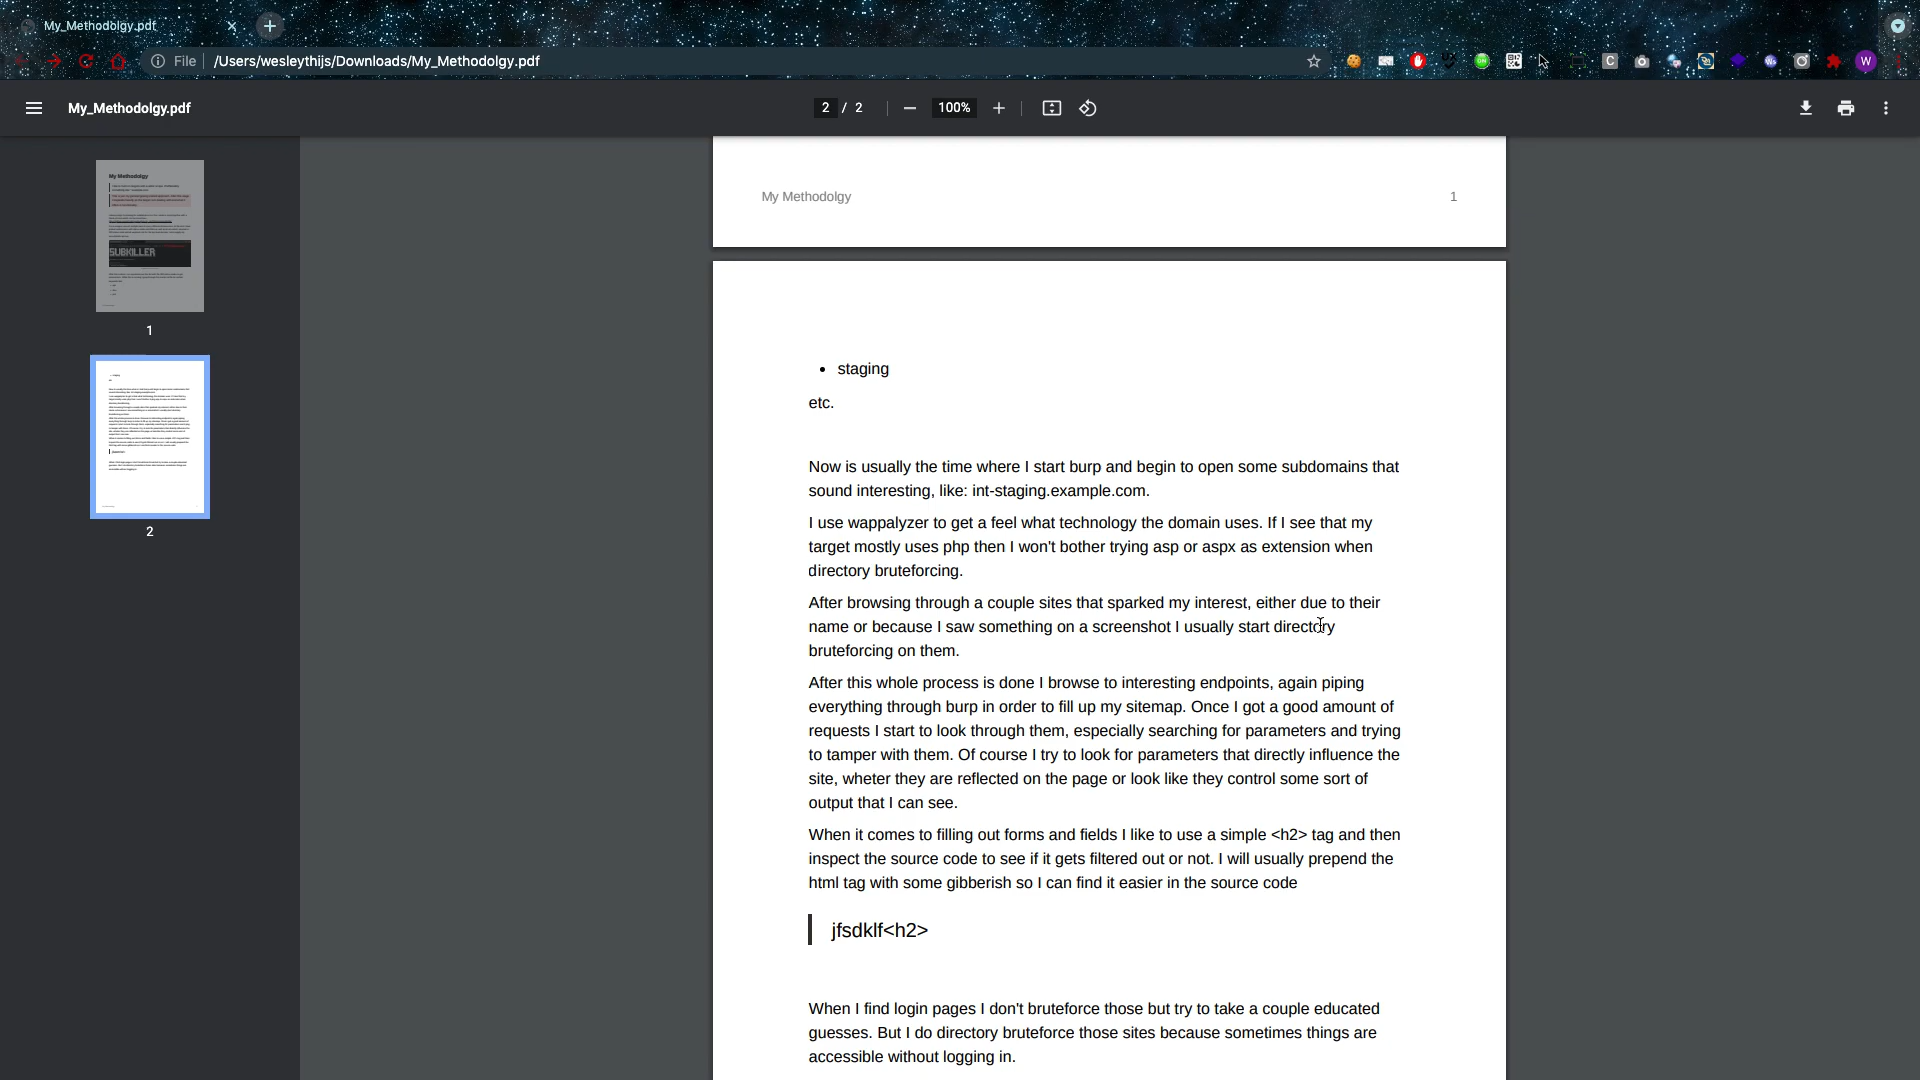 My_Methodolgy.pdf
File
/Users/wesleythijs/Downloads/My_Methodolgy.pdf
W
My_Methodolgy.pdf
2 / 2
100%
My Methodolgy
SUBKILLER
1
2
My Methodolgy
1
• staging
etc.
Now is usually the time where I start burp and begin to open some subdomains that
sound interesting, like: int-staging.example.com.
I use wappalyzer to get a feel what technology the domain uses. If I see that my
target mostly uses php then I won't bother trying asp or aspx as extension when
directory bruteforcing.
After browsing through a couple sites that sparked my interest, either due to their
name or because I saw something on a screenshot I usually start directory
bruteforcing on them.
After this whole process is done I browse to interesting endpoints, again piping
everything through burp in order to fill up my sitemap. Once I got a good amount of
requests I start to look through them, especially searching for parameters and trying
to tamper with them. Of course I try to look for parameters that directly influence the
site, wheter they are reflected on the page or look like they control some sort of
output that I can see.
When it comes to filling out forms and fields I like to use a simple <h2> tag and then
inspect the source code to see if it gets filtered out or not. I will usually prepend the
html tag with some gibberish so I can find it easier in the source code
jfsdklf<h2>
When I find login pages I don't bruteforce those but try to take a couple educated
guesses. But I do directory bruteforce those sites because sometimes things are
accessible without logging in.